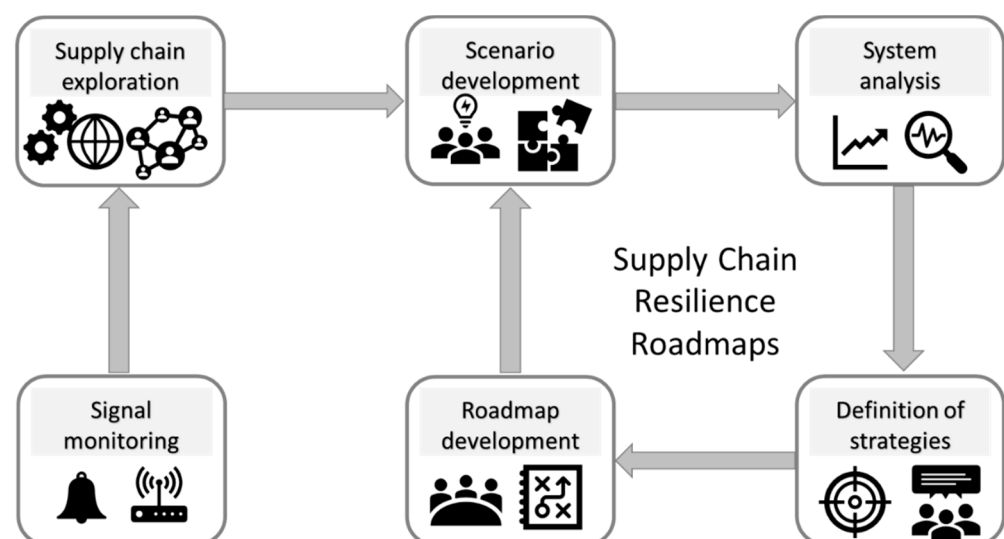 Supply chain
exploration
Scenario
development
System
analysis
Supply Chain
Resilience
Roadmaps
Signal
monitoring
Roadmap
development
Definition of
strategies